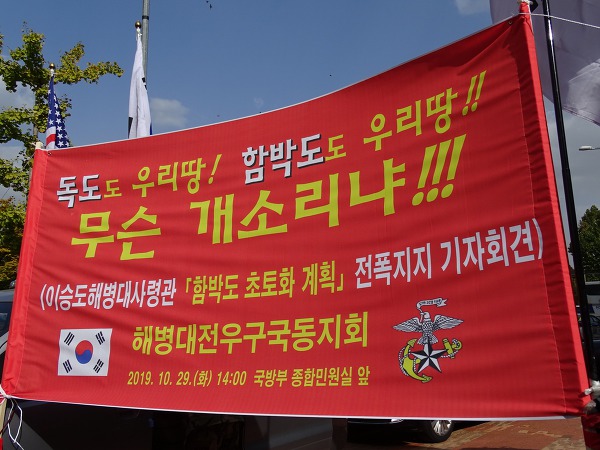 독도도 우리땅! 함박도도 우리땅!!
무슨 개소리냐!!!
(이승도해병대사령관 「함박도 초토화 계획」 전폭지지 기자회견)
해병대전우구국동지회
2019. 10. 29.(화) 14:00 국방부 종합민원실 앞